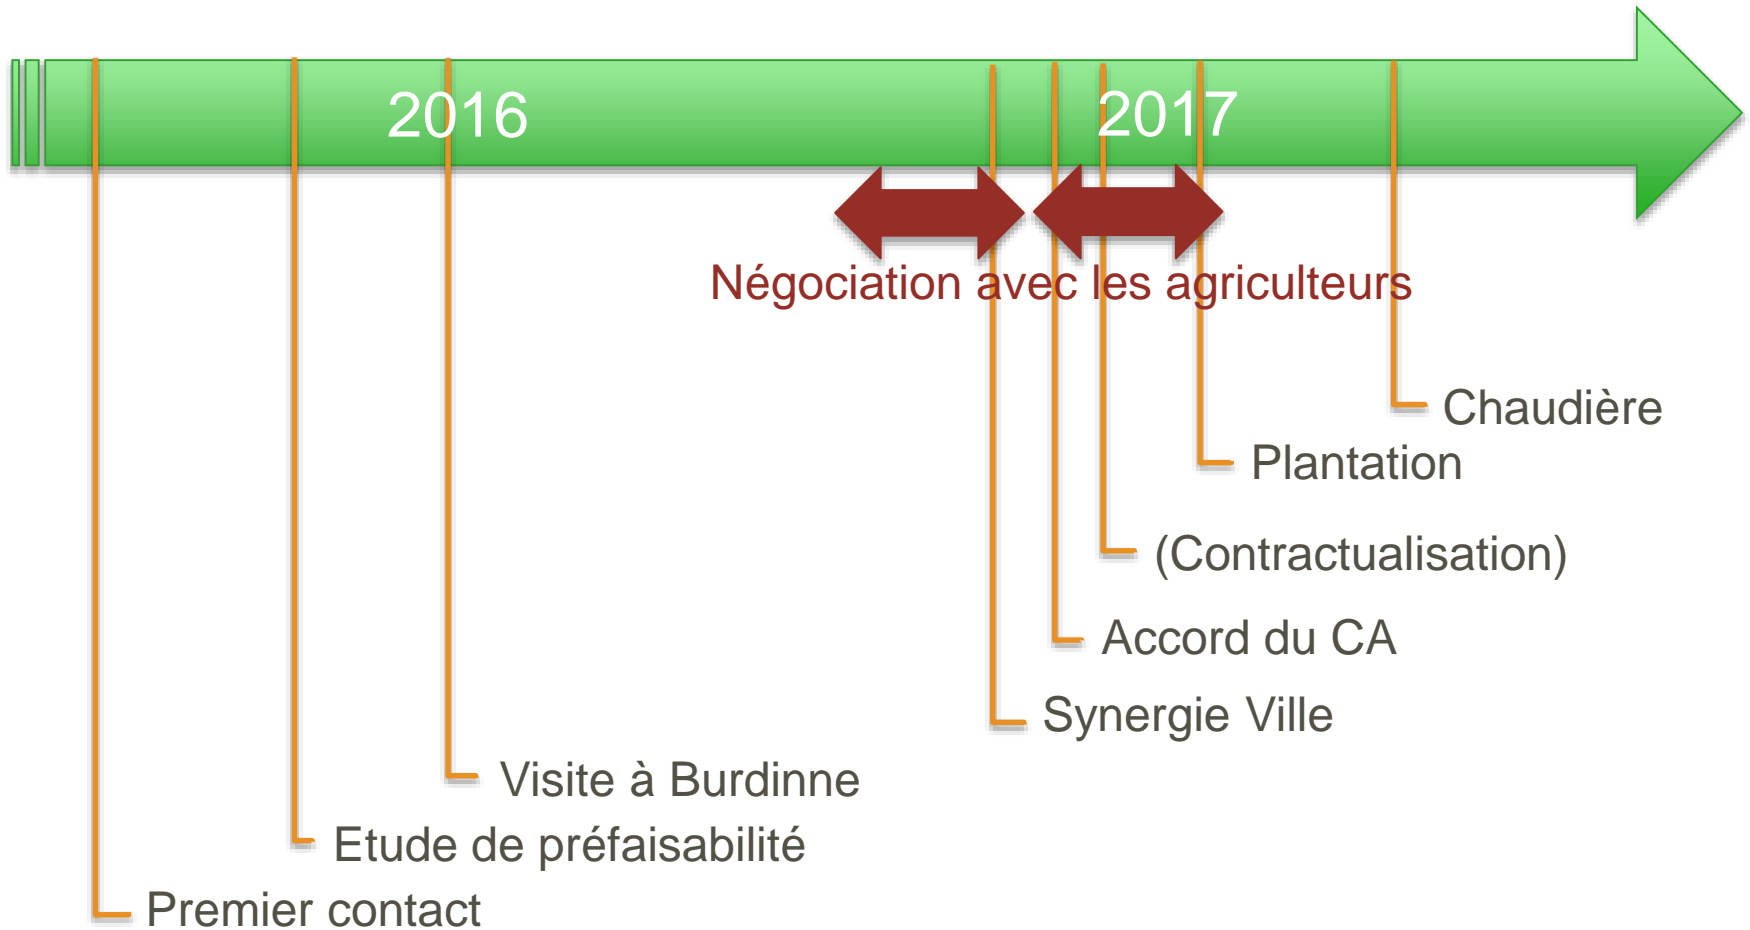 2016
2017
Négociation avec les agriculteurs
Chaudière
Plantation
(Contractualisation)
Accord du CA
Synergie Ville
Visite à Burdinne
Etude de préfaisabilité
Premier contact